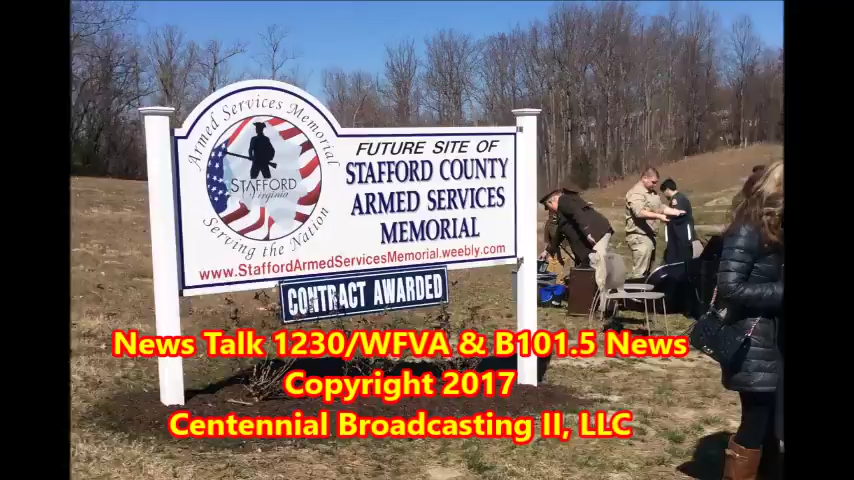 Armed Services Memorial
STAFFORD
Virginia
Serving the Nation
FUTURE SITE OF
STAFFORD COUNTY
ARMED SERVICES
MEMORIAL
www.StaffordArmedServicesMemorial.weebly.com
CONTRACT AWARDED
News Talk 1230/WFVA & B101.5 News
Copyright 2017
Centennial Broadcasting II, LLC